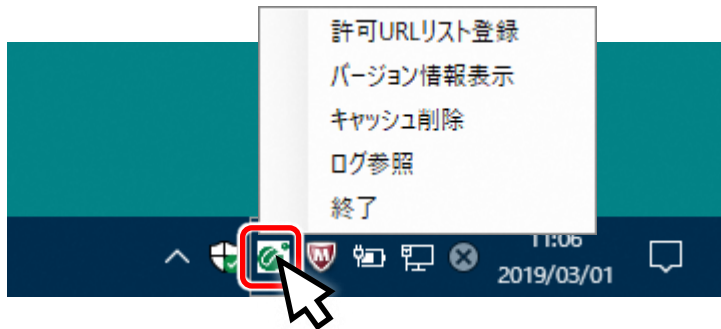 許可URLリスト登録
バージョン情報表示
キャッシュ削除
ログ参照
終了
11:06
2019/03/01